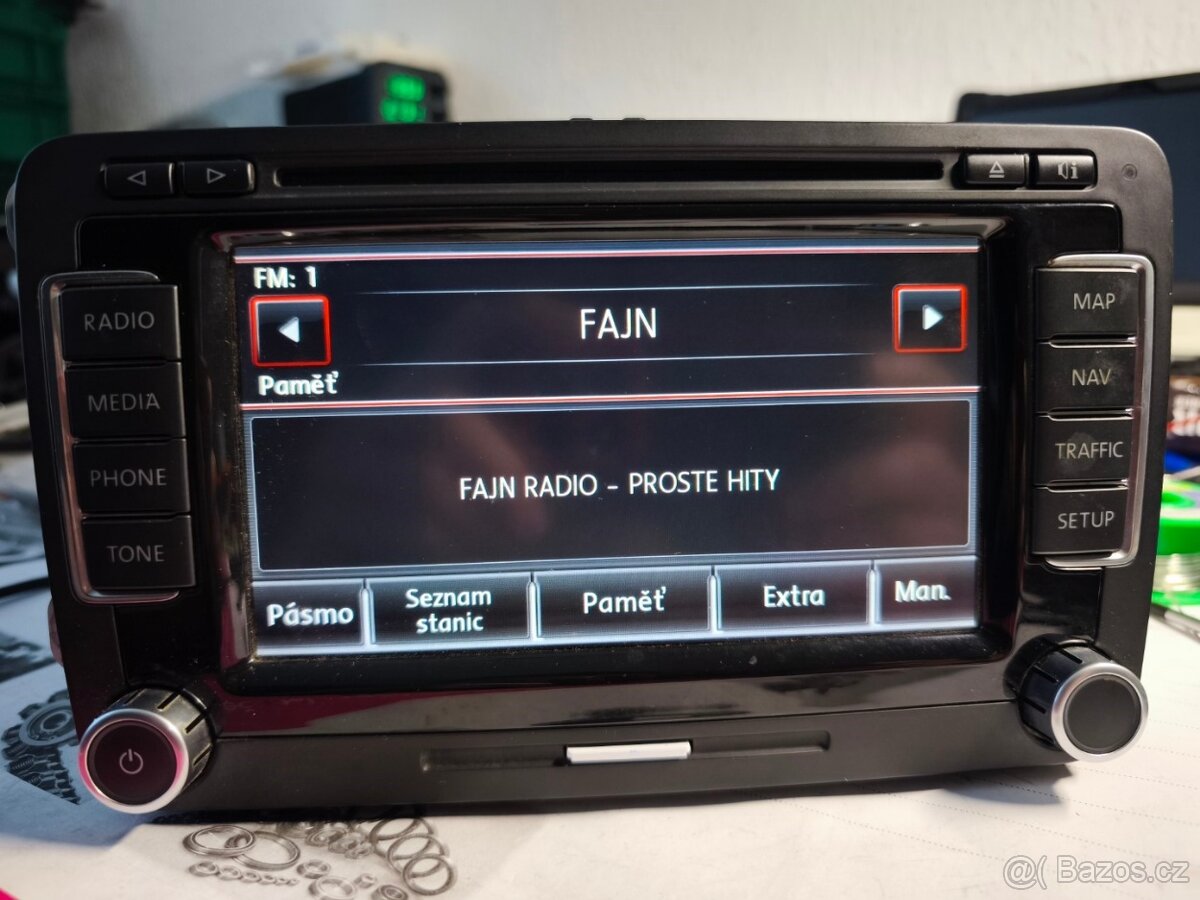 FM: 1
FAJN
Paměť
FAJN RADIO - PROSTE HITY
Pásmo
Seznam
stanic
Paměť
Extra
Man.
RADIO
MEDIA
PHONE
TONE
MAP
NAV
TRAFFIC
SETUP
@( Bazos.cz